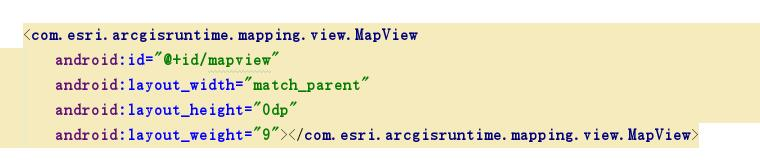 <com.esri.arcgisruntime.mapping.view.MapView
android:id="@+id/mapview"
android:layout_width="match_parent"
android:layout_height="0dp"
android:layout_weight="9"></com.esri.arcgisruntime.mapping.view.MapView>